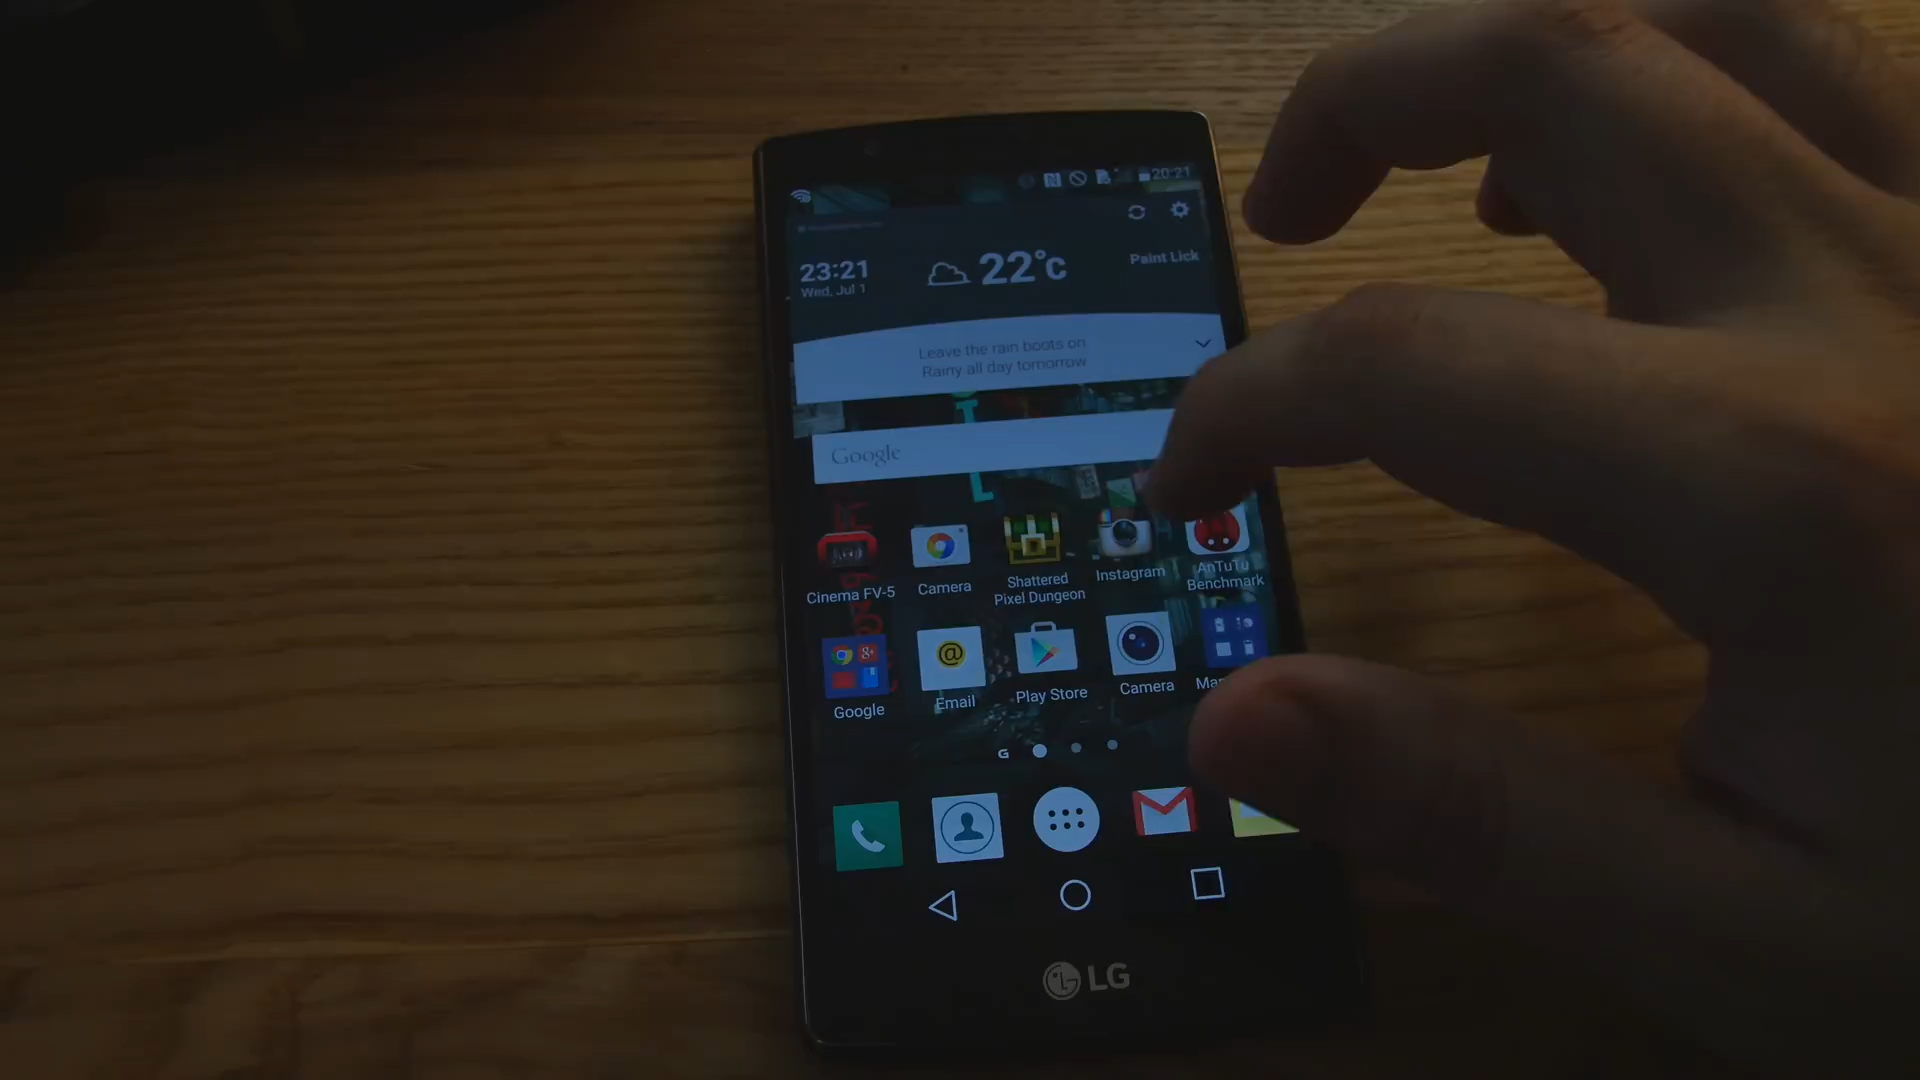 20:21
23:21
22°c
Paint Lick
Wed, Jul 1
Leave the rain boots on
Rainy all day tomorrow
Google
Cinema FV-5
Camera
Shattered
Pixel Dungeon
Instagram
AnTuTu
Benchmark
Google
Email
Play Store
Camera
G
LG